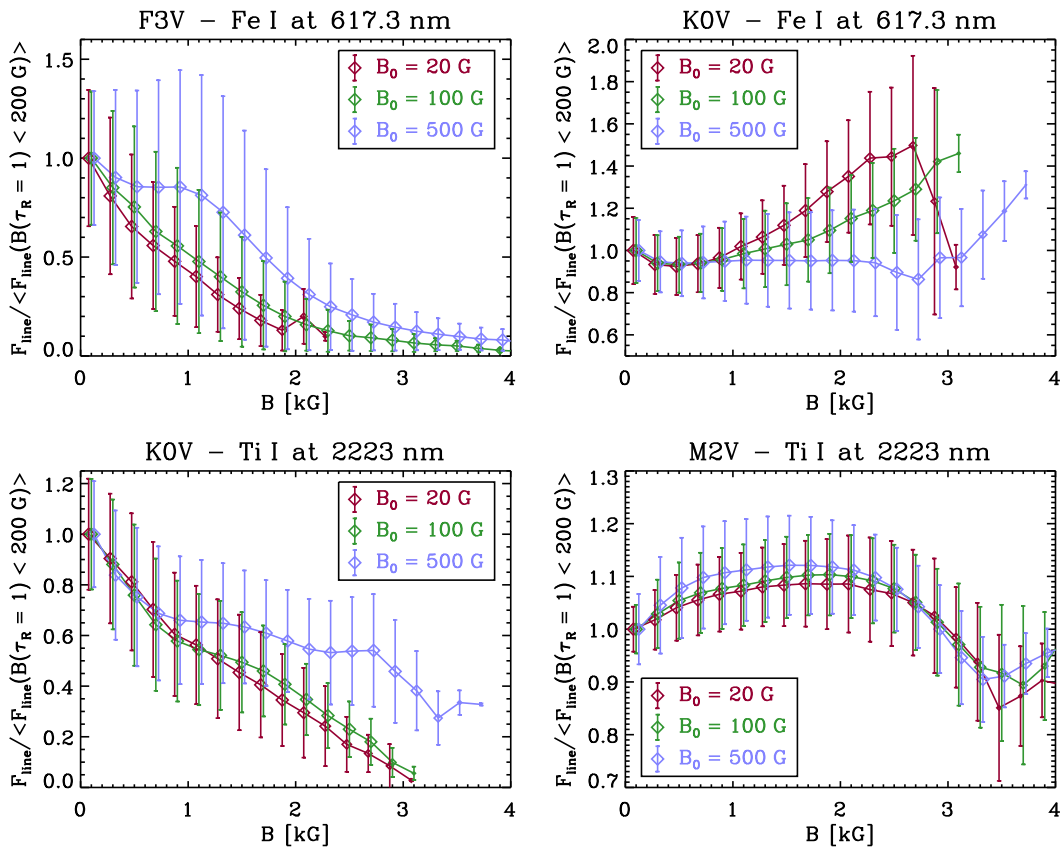 F3V – Fe I at 617.3 nm
F_line/<F_line(B(τ_R = 1) < 200 G)>
1.5
1.0
0.5
0.0
B₀ = 20 G
B₀ = 100 G
B₀ = 500 G
0 1 2 3 4
B [kG]
K0V – Fe I at 617.3 nm
F_line/<F_line(B(τ_R = 1) < 200 G)>
2.0
1.8
1.6
1.4
1.2
1.0
0.8
0.6
B₀ = 20 G
B₀ = 100 G
B₀ = 500 G
0 1 2 3 4
B [kG]
K0V – Ti I at 2223 nm
F_line/<F_line(B(τ_R = 1) < 200 G)>
1.2
1.0
0.8
0.6
0.4
0.2
0.0
B₀ = 20 G
B₀ = 100 G
B₀ = 500 G
0 1 2 3 4
B [kG]
M2V – Ti I at 2223 nm
F_line/<F_line(B(τ_R = 1) < 200 G)>
1.3
1.2
1.1
1.0
0.9
0.8
0.7
B₀ = 20 G
B₀ = 100 G
B₀ = 500 G
0 1 2 3 4
B [kG]